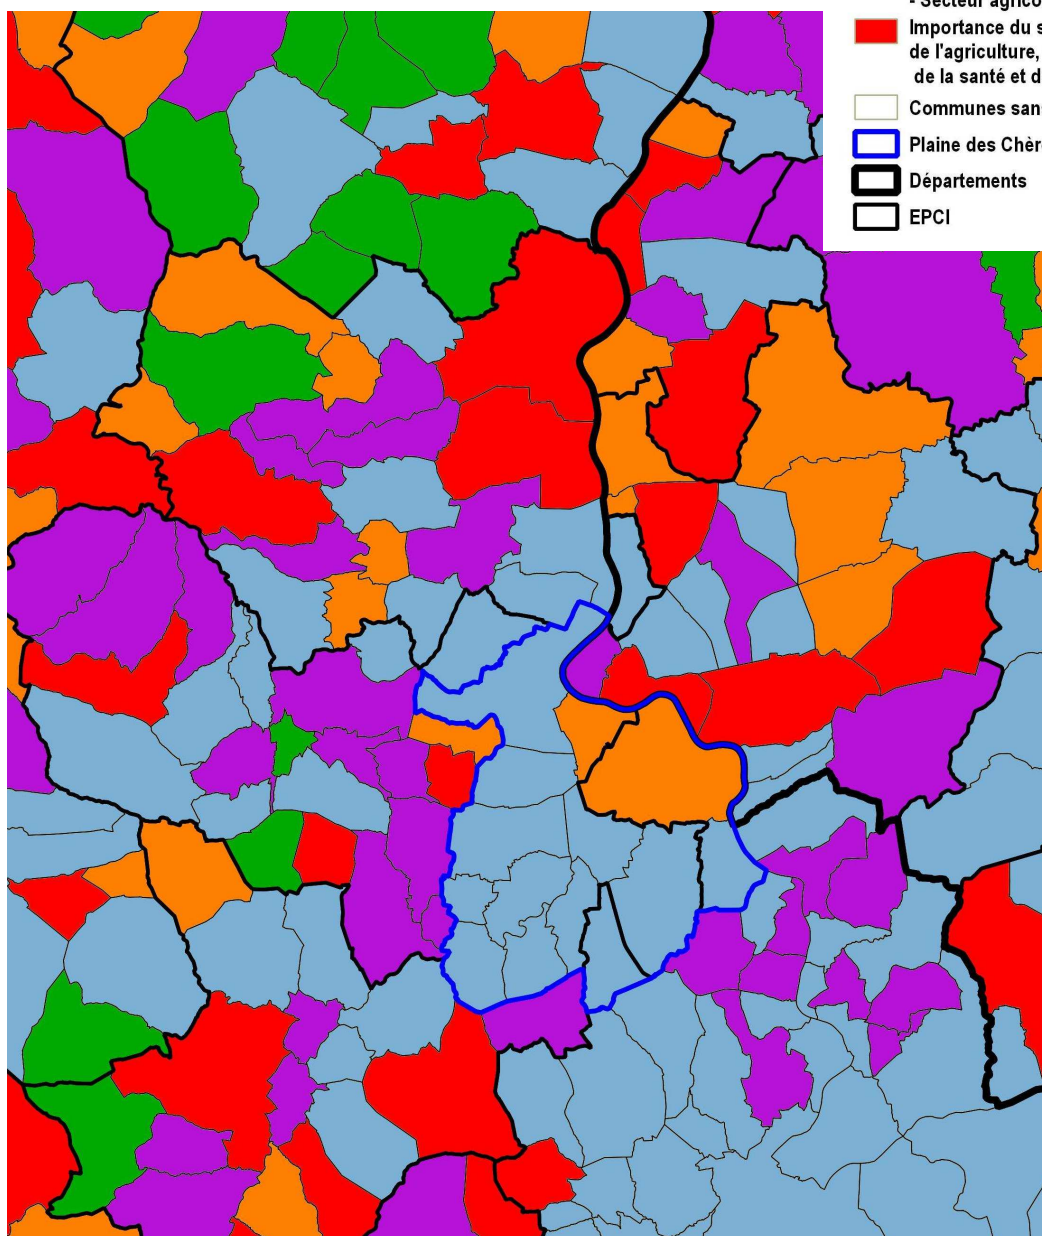 - Secteur agrico
Importance du s
de l'agriculture,
de la santé et d
Communes san
Plaine des Chèr
Départements
EPCI